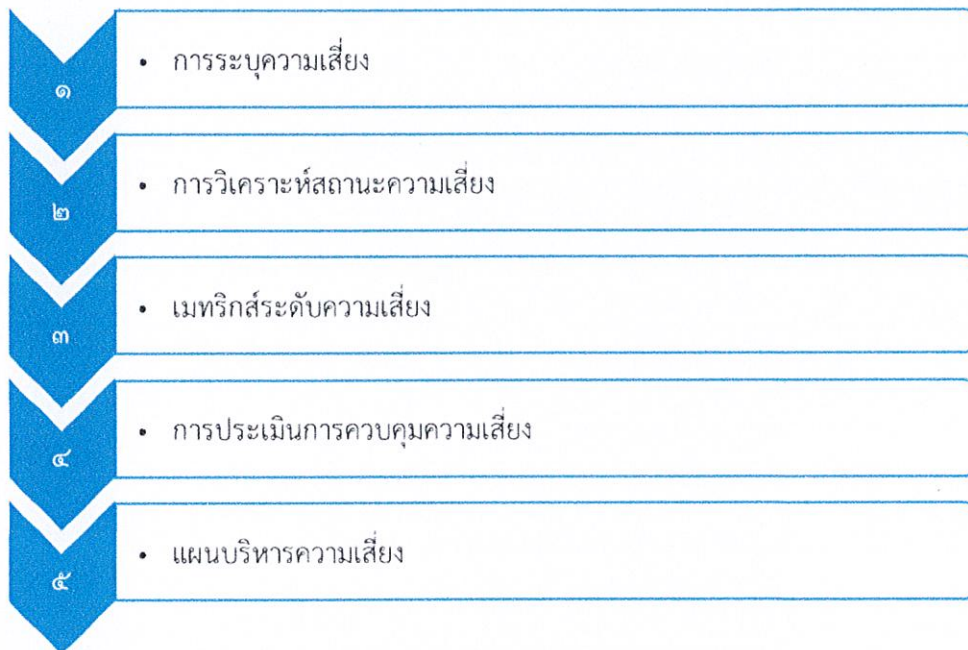 ๑
• การระบุความเสี่ยง
๒
• การวิเคราะห์สถานะความเสี่ยง
๓
• เมทริกส์ระดับความเสี่ยง
๔
• การประเมินการควบคุมความเสี่ยง
๕
• แผนบริหารความเสี่ยง